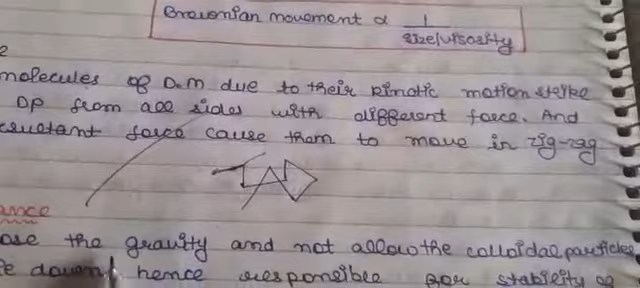 Brownian movement α 1
size/viscosity
molecules of D.M due to their kinetic motion strike
DP from all sides with different force. And
resultant force cause them to move in zig-zag
ance
ose the gravity and not allow the colloidal particles
down, hence responsible for stability of